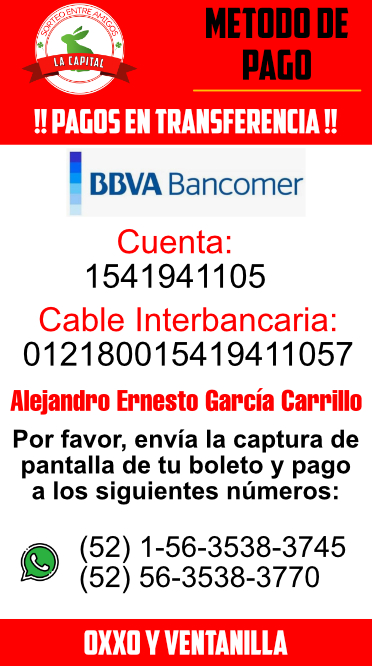 SORTEO ENTRE AMIGOS
LA CAPITAL
METODO DE
PAGO
!! PAGOS EN TRANSFERENCIA !!
BBVA Bancomer
Cuenta:
1541941105
Cable Interbancaria:
012180015419411057
Alejandro Ernesto García Carrillo
Por favor, envía la captura de
pantalla de tu boleto y pago
a los siguientes números:
(52) 1-56-3538-3745
(52) 56-3538-3770
OXXO Y VENTANILLA